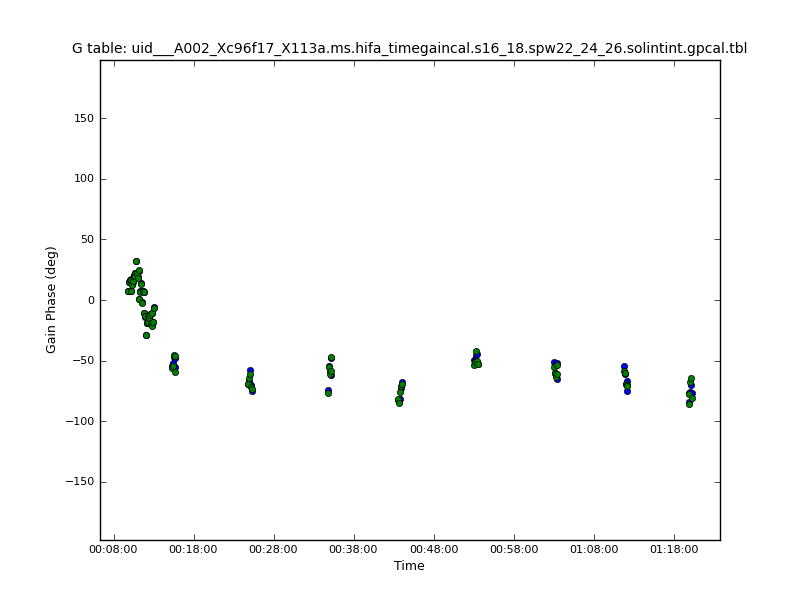 G table: uid___A002_Xc96f17_X113a.ms.hifa_timegaincal.s16_18.spw22_24_26.solintint.gpcal.tbl
Gain Phase (deg)
150
100
50
0
−50
−100
−150
00:08:00 00:18:00 00:28:00 00:38:00 00:48:00 00:58:00 01:08:00 01:18:00
Time